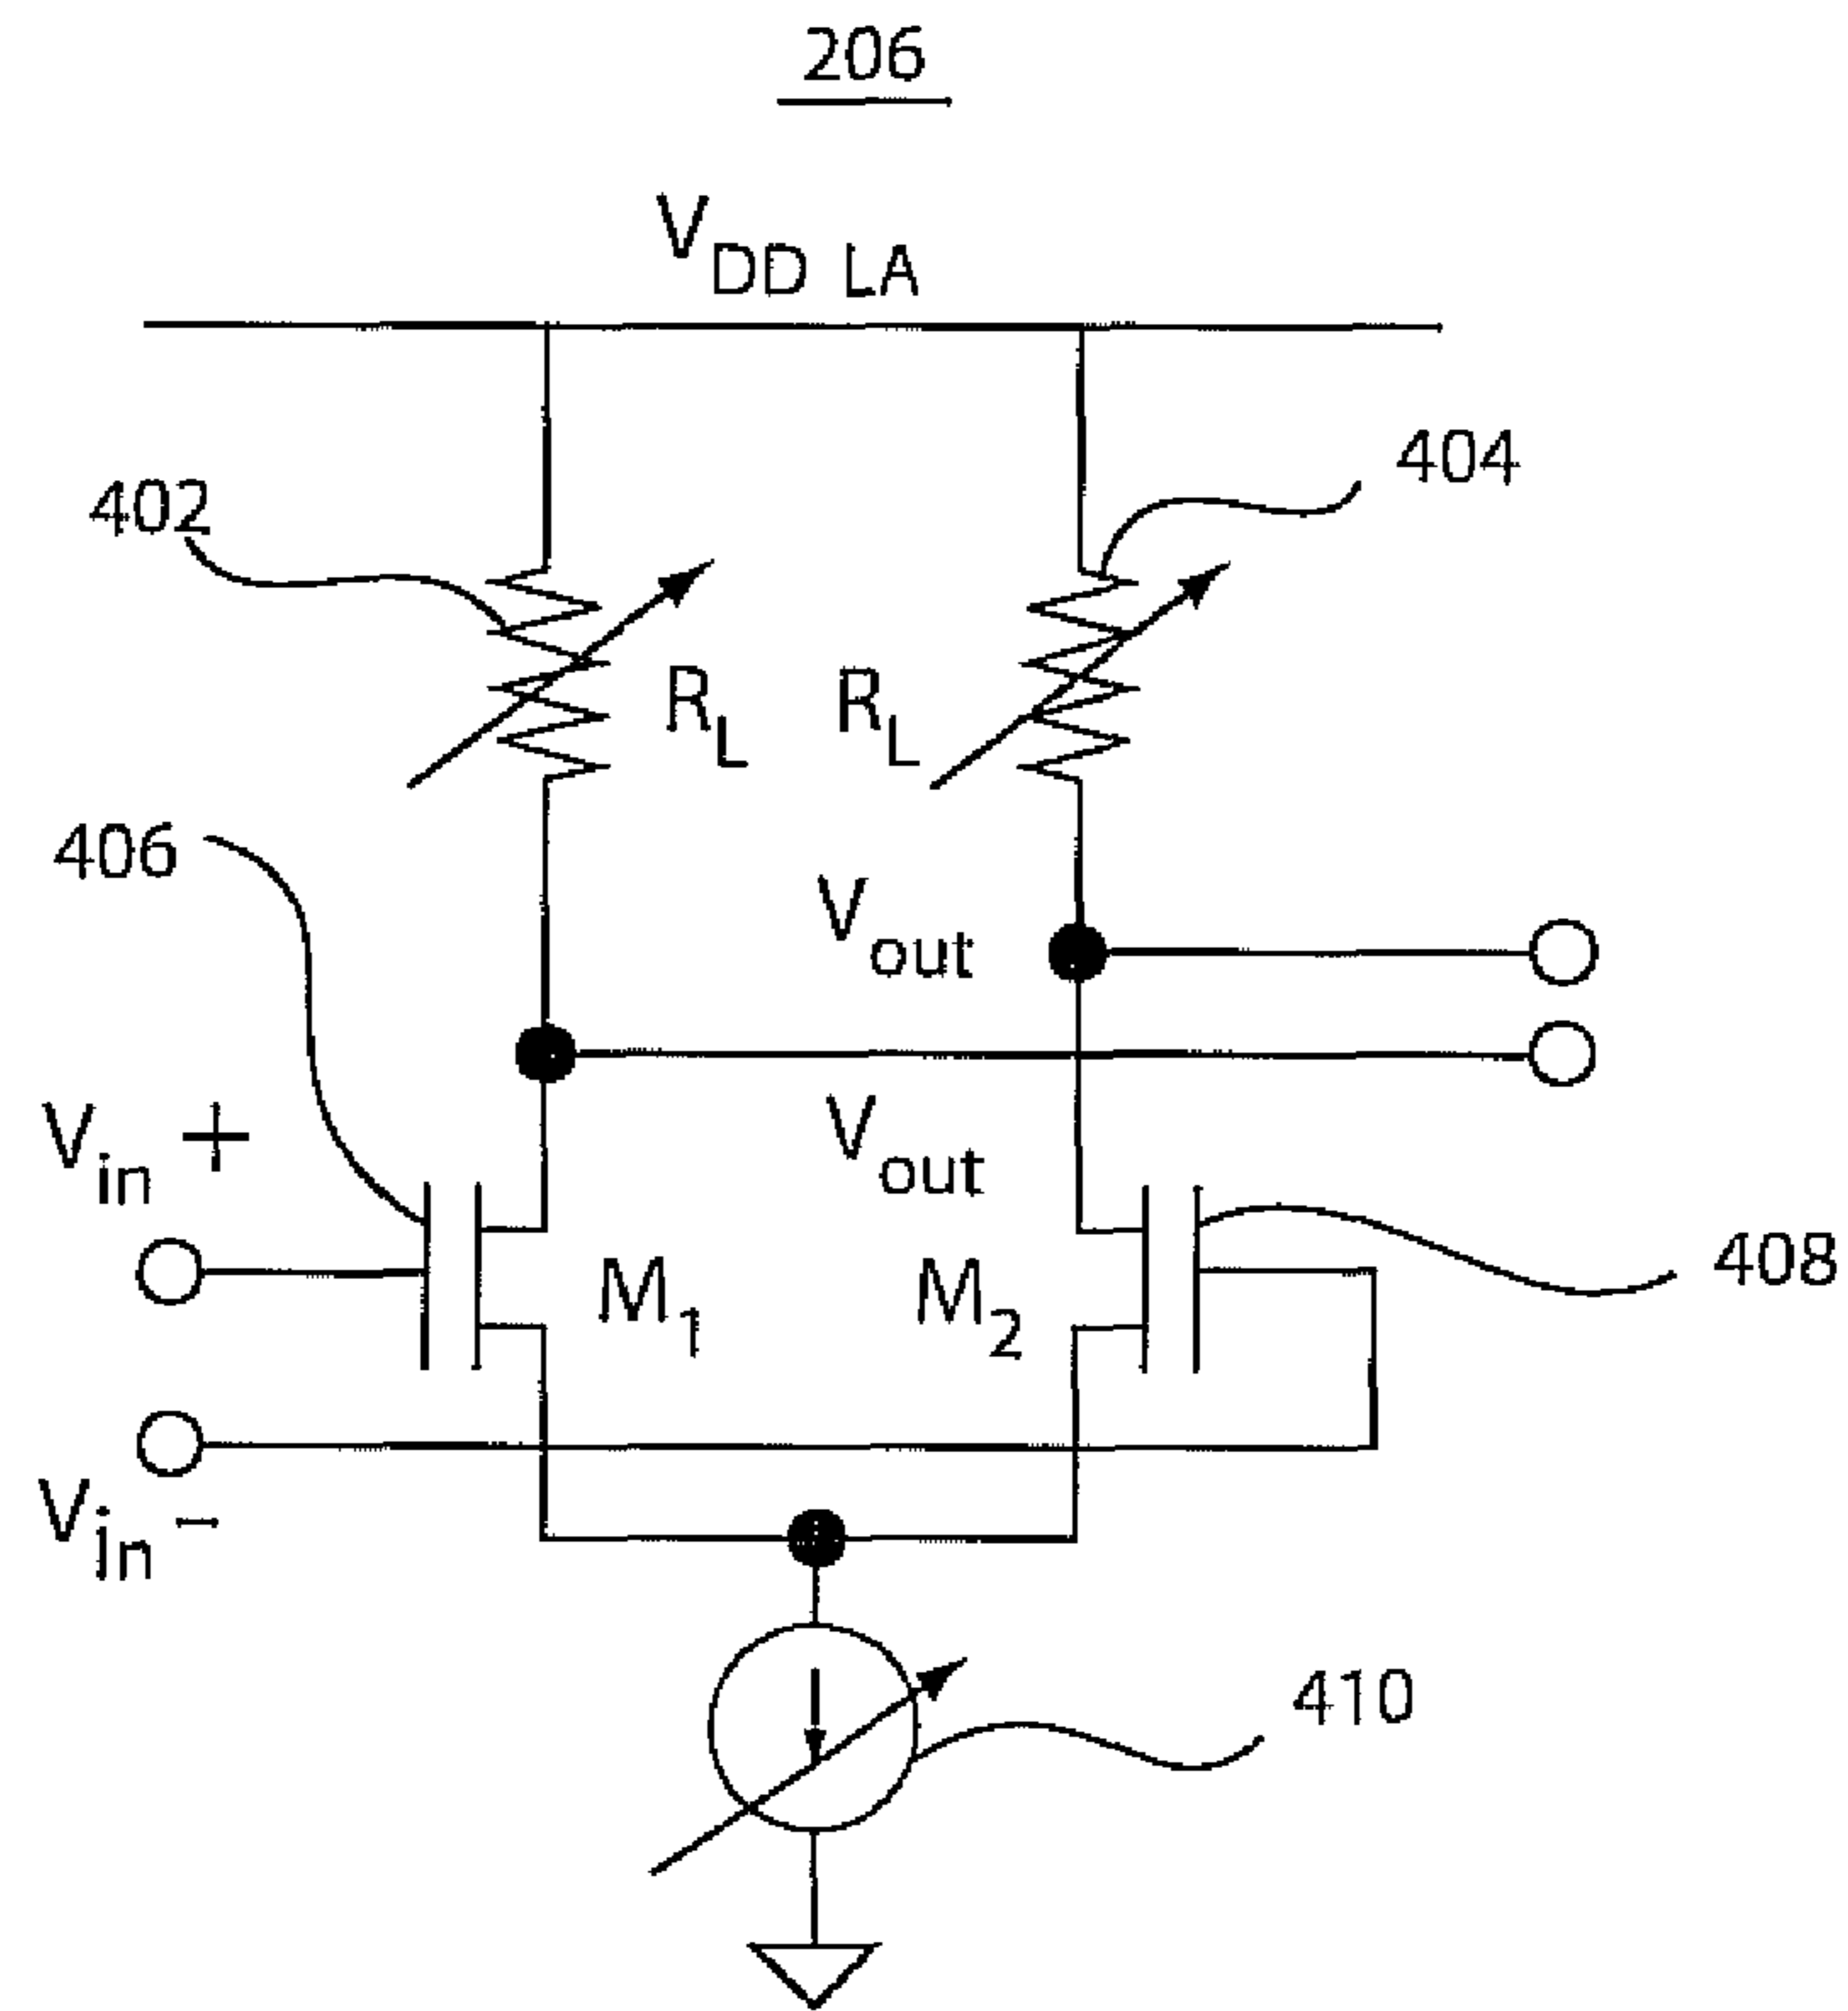 206
VDD LA
404
402
RL RL
406
Vout
Vin +
Vout
M1 M2
408
Vin -
410